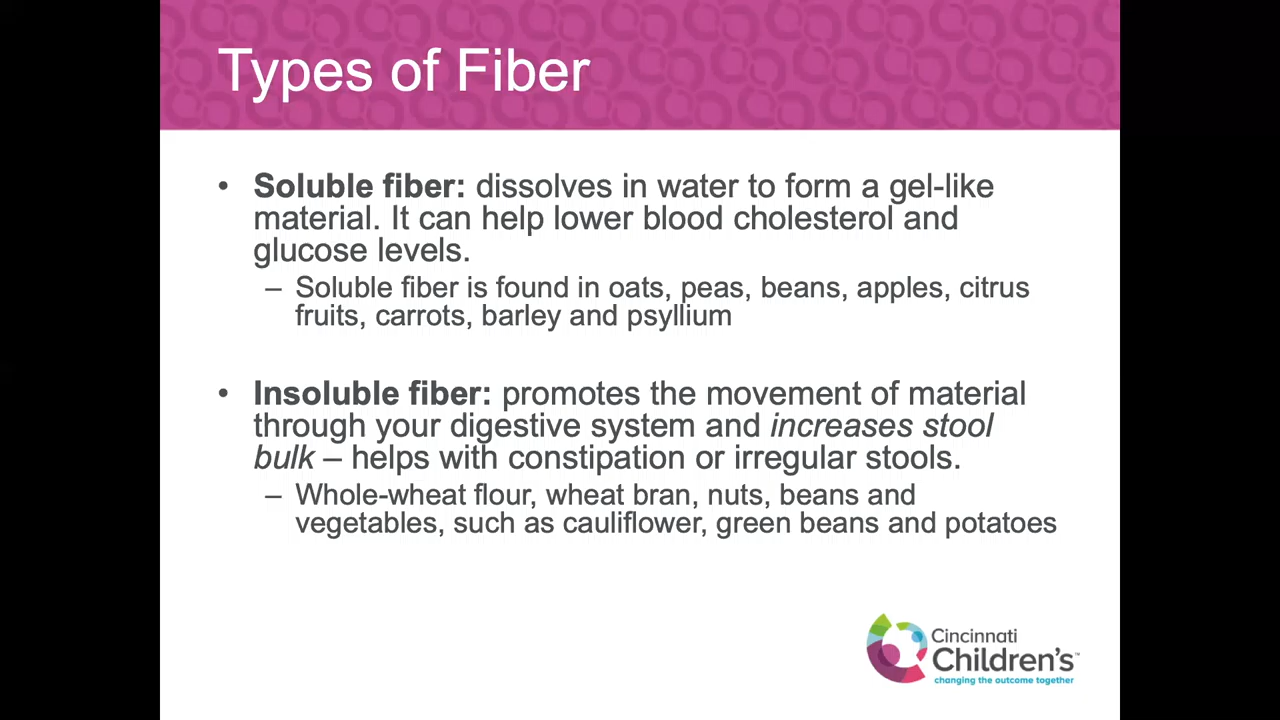 Types of Fiber
• Soluble fiber: dissolves in water to form a gel-like
material. It can help lower blood cholesterol and
glucose levels.
– Soluble fiber is found in oats, peas, beans, apples, citrus
fruits, carrots, barley and psyllium
• Insoluble fiber: promotes the movement of material
through your digestive system and increases stool
bulk – helps with constipation or irregular stools.
– Whole-wheat flour, wheat bran, nuts, beans and
vegetables, such as cauliflower, green beans and potatoes
Cincinnati
Children's™
changing the outcome together